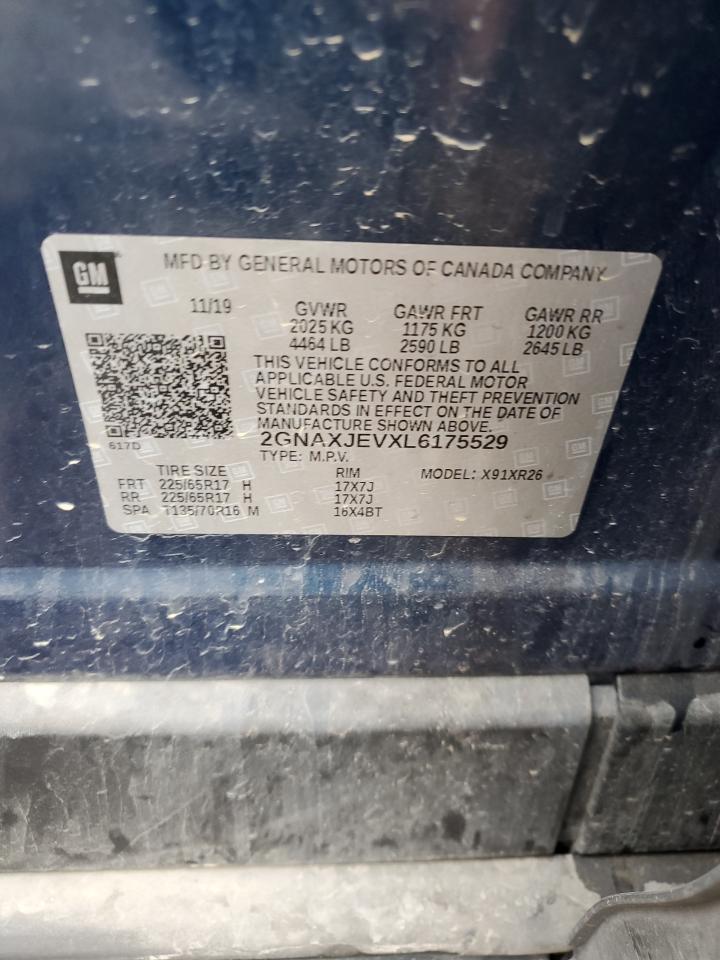 GM
MFD BY GENERAL MOTORS OF CANADA COMPANY
11/19 GVWR GAWR FRT GAWR RR
2025 KG 1175 KG 1200 KG
4464 LB 2590 LB 2645 LB
THIS VEHICLE CONFORMS TO ALL
APPLICABLE U.S. FEDERAL MOTOR
VEHICLE SAFETY AND THEFT PREVENTION
STANDARDS IN EFFECT ON THE DATE OF
MANUFACTURE SHOWN ABOVE.
617D 2GNAXJEVXL6175529
TYPE: M.P.V.
TIRE SIZE RIM MODEL: X91XR26
FRT 225/65R17 H 17X7J
RR 225/65R17 H 17X7J
SPA T135/70R16 M 16X4BT